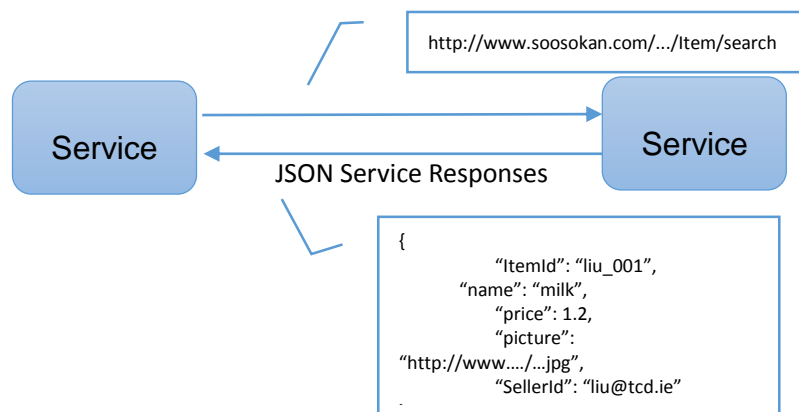 http://www.soosokan.com/.../Item/search
Service
Service
JSON Service Responses
{
“ItemId”: “liu_001”,
“name”: “milk”,
“price”: 1.2,
“picture”:
“http://www..../...jpg”,
“SellerId”: “liu@tcd.ie”